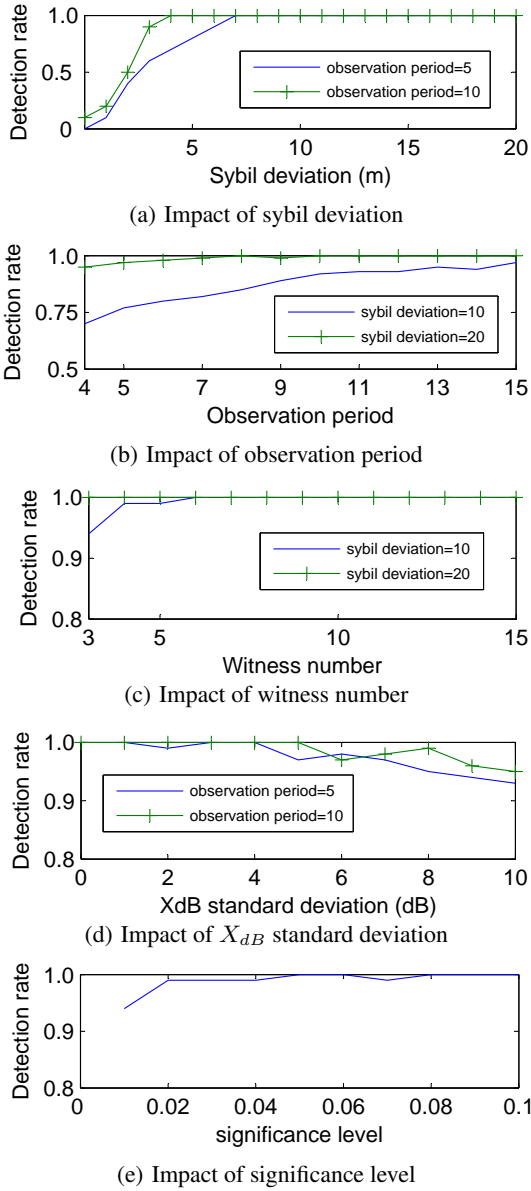 1.0
0.5
0
Detection rate
observation period=5
observation period=10
5 10 15 20
Sybil deviation (m)
(a) Impact of sybil deviation
1.0
0.75
0.5
Detection rate
sybil deviation=10
sybil deviation=20
4 5 7 9 11 13 15
Observation period
(b) Impact of observation period
1.0
0.9
0.8
Detection rate
sybil deviation=10
sybil deviation=20
3 5 10 15
Witness number
(c) Impact of witness number
1.0
0.9
0.8
Detection rate
observation period=5
observation period=10
0 2 4 6 8 10
XdB standard deviation (dB)
(d) Impact of X_{dB} standard deviation
1.0
0.9
0.8
Detection rate
0 0.02 0.04 0.06 0.08 0.1
significance level
(e) Impact of significance level